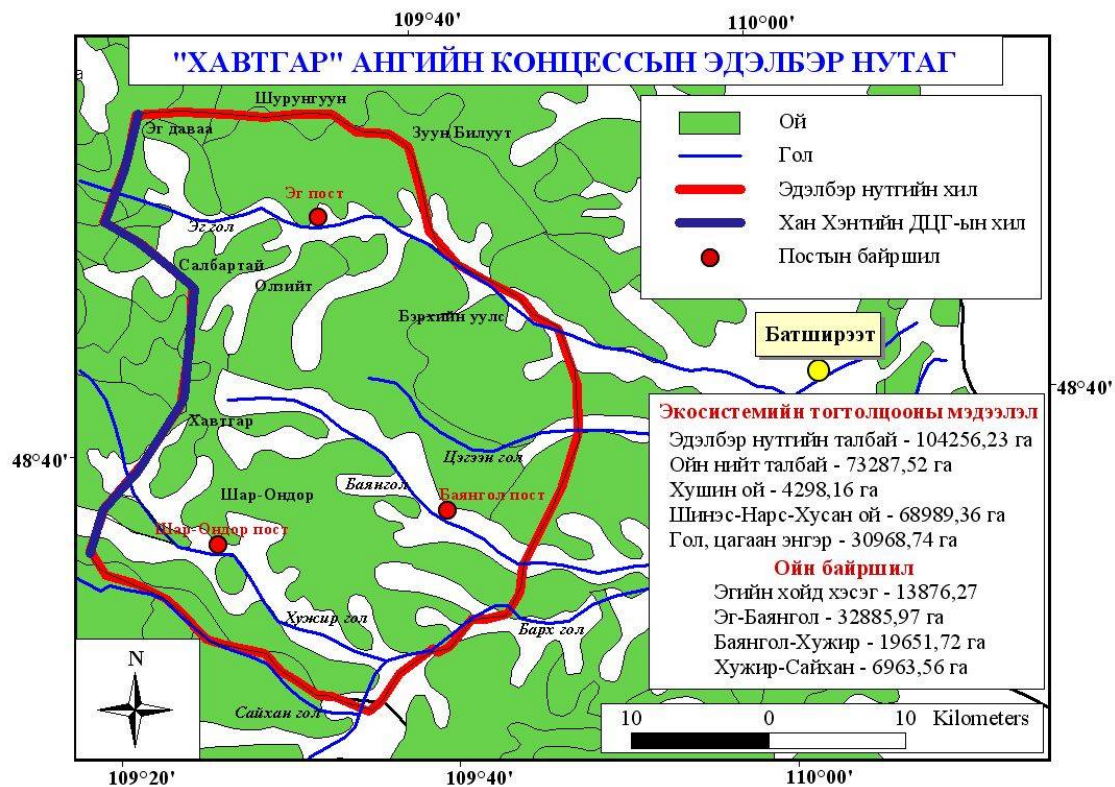 109°40'
110°00'
"ХАВТГАР" АНГИЙН КОНЦЕССЫН ЭДЭЛБЭР НУТАГ
Ой
Гол
Эдэлбэр нутгийн хил
Хан Хэнтийн ДЦГ-ын хил
Постын байршил
Шурунгуун
Эг даваа
Зуун Билуут
Эг пост
Эг гол
Салбартай
Олзийт
Бэрхийн уулс
Батширээт
48°40'
Хавтгар
Цэгээн гол
48°40'
Баянгол
Шар-Ондор
Баянгол пост
Шар-Ондор пост
Хужир гол
Барх гол
Сайхан гол
Экосистемийн тогтолцооны мэдээлэл
Эдэлбэр нутгийн талбай - 104256,23 га
Ойн нийт талбай - 73287,52 га
Хушин ой - 4298,16 га
Шинэс-Нарс-Хусан ой - 68989,36 га
Гол, цагаан энгэр - 30968,74 га
Ойн байршил
Эгийн хойд хэсэг - 13876,27
Эг-Баянгол - 32885,97 га
Баянгол-Хужир - 19651,72 га
Хужир-Сайхан - 6963,56 га
N
10 0 10 Kilometers
109°20'
109°40'
110°00'